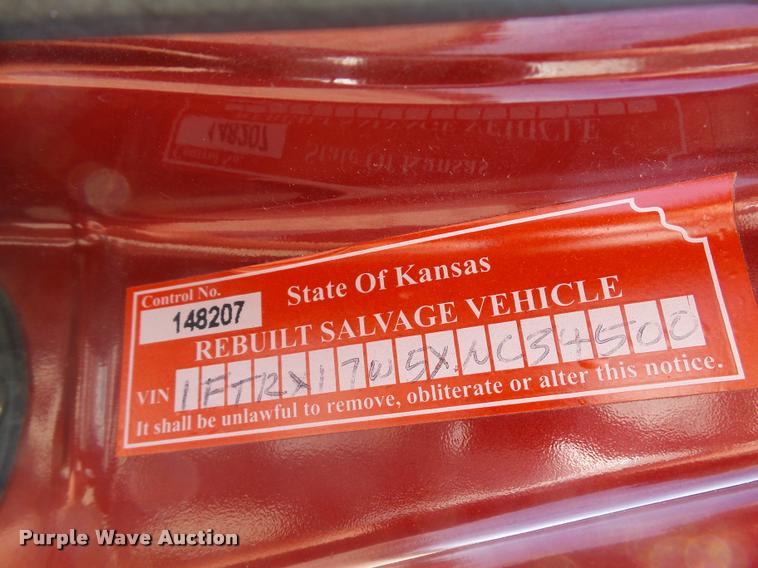 Control No.
148207
State Of Kansas
REBUILT SALVAGE VEHICLE
VIN 1FTRX17W5XNC34500
It shall be unlawful to remove, obliterate or alter this notice.
Purple Wave Auction